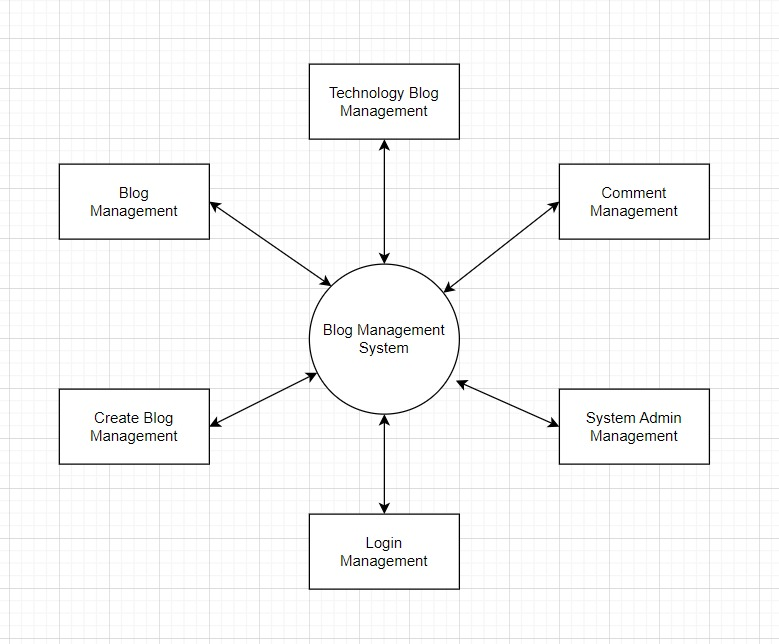 Technology Blog
Management
Blog
Management
Comment
Management
Blog Management
System
Create Blog
Management
System Admin
Management
Login
Management